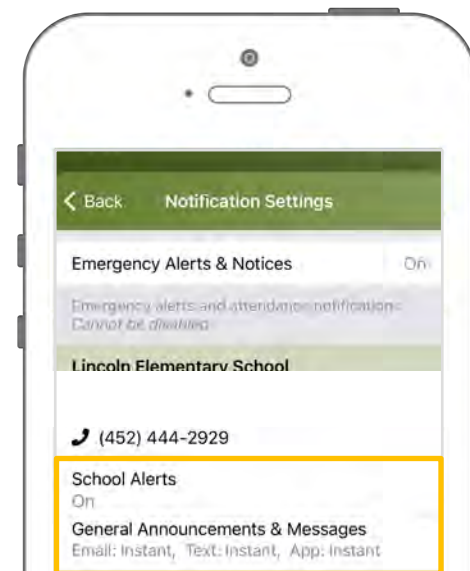 Back Notification Settings
Emergency Alerts & Notices On
Emergency alerts and attendance notifications
Cannot be disabled
Lincoln Elementary School
(452) 444-2929
School Alerts
On
General Announcements & Messages
Email: Instant, Text: Instant, App: Instant